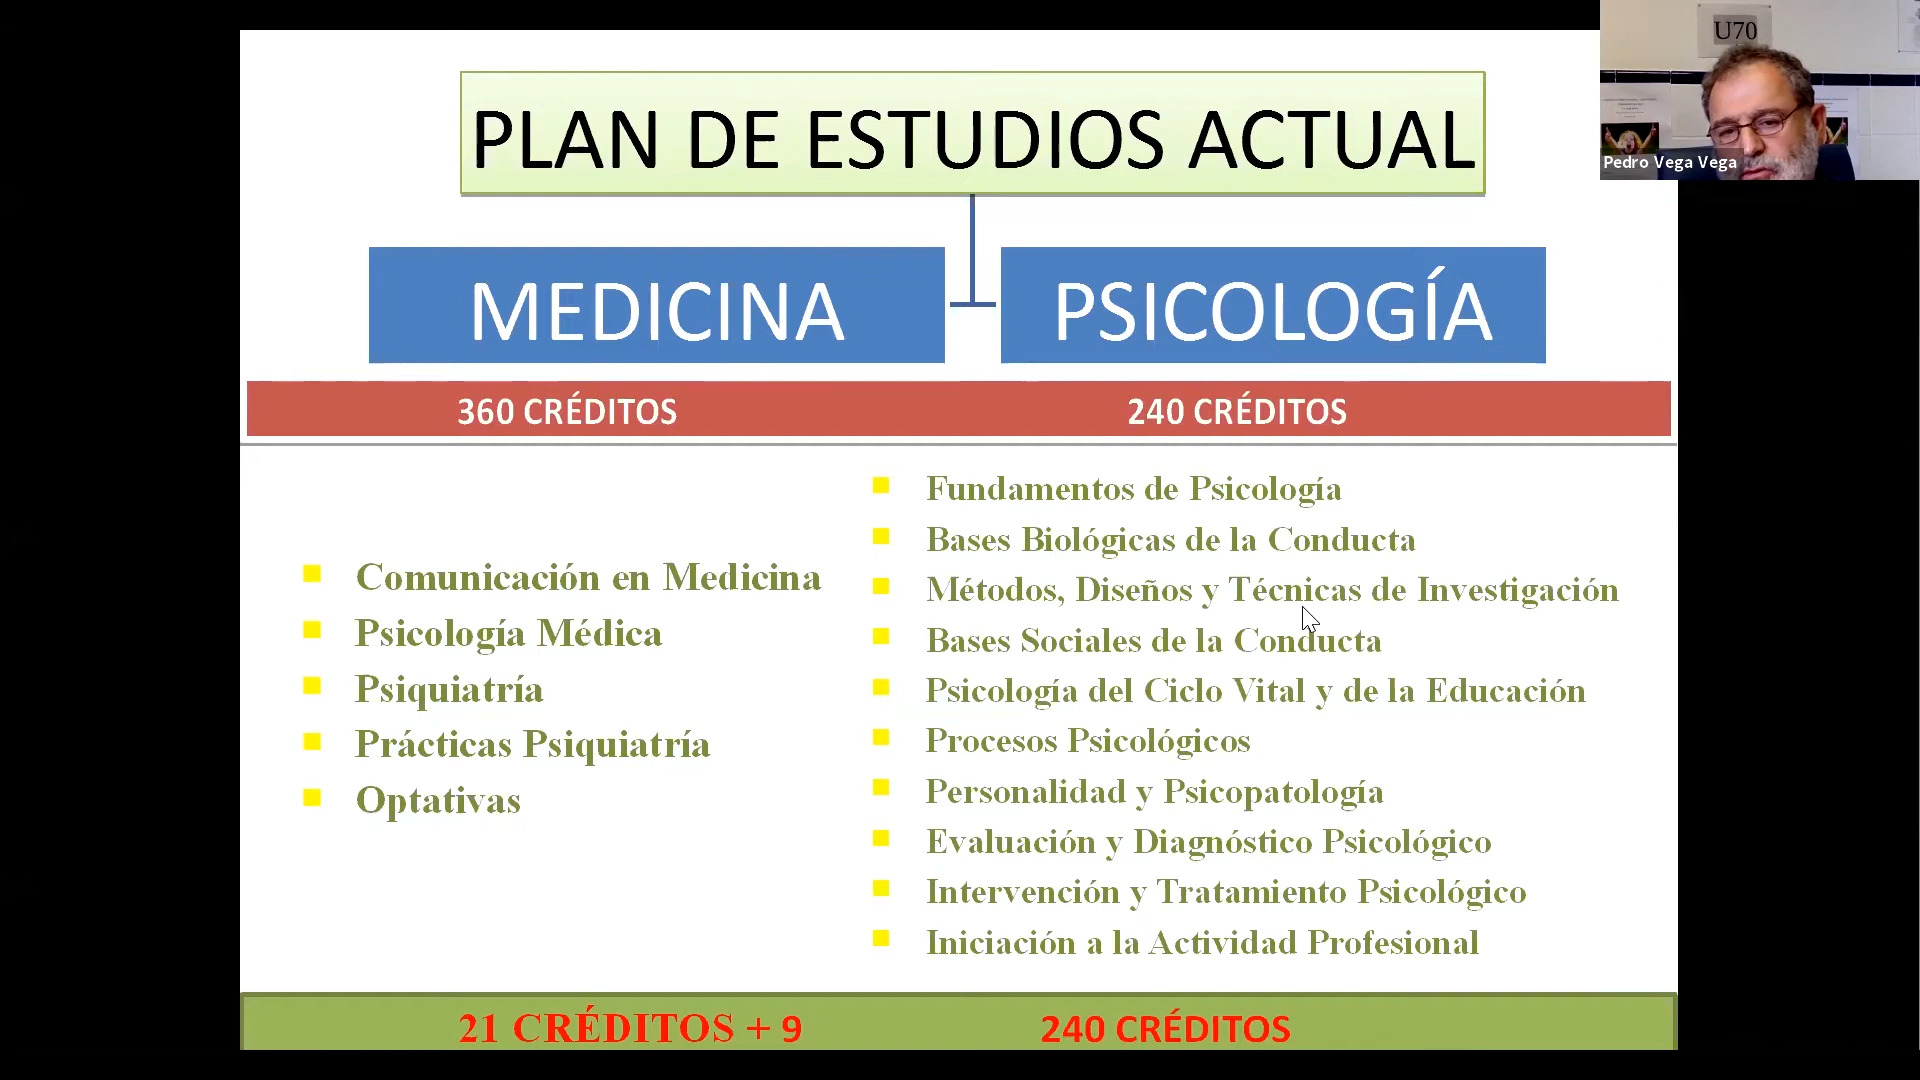 PLAN DE ESTUDIOS ACTUAL
U70
Pedro Vega Vega
MEDICINA
PSICOLOGÍA
360 CRÉDITOS
240 CRÉDITOS
Comunicación en Medicina
Psicología Médica
Psiquiatría
Prácticas Psiquiatría
Optativas
Fundamentos de Psicología
Bases Biológicas de la Conducta
Métodos, Diseños y Técnicas de Investigación
Bases Sociales de la Conducta
Psicología del Ciclo Vital y de la Educación
Procesos Psicológicos
Personalidad y Psicopatología
Evaluación y Diagnóstico Psicológico
Intervención y Tratamiento Psicológico
Iniciación a la Actividad Profesional
21 CRÉDITOS + 9
240 CRÉDITOS